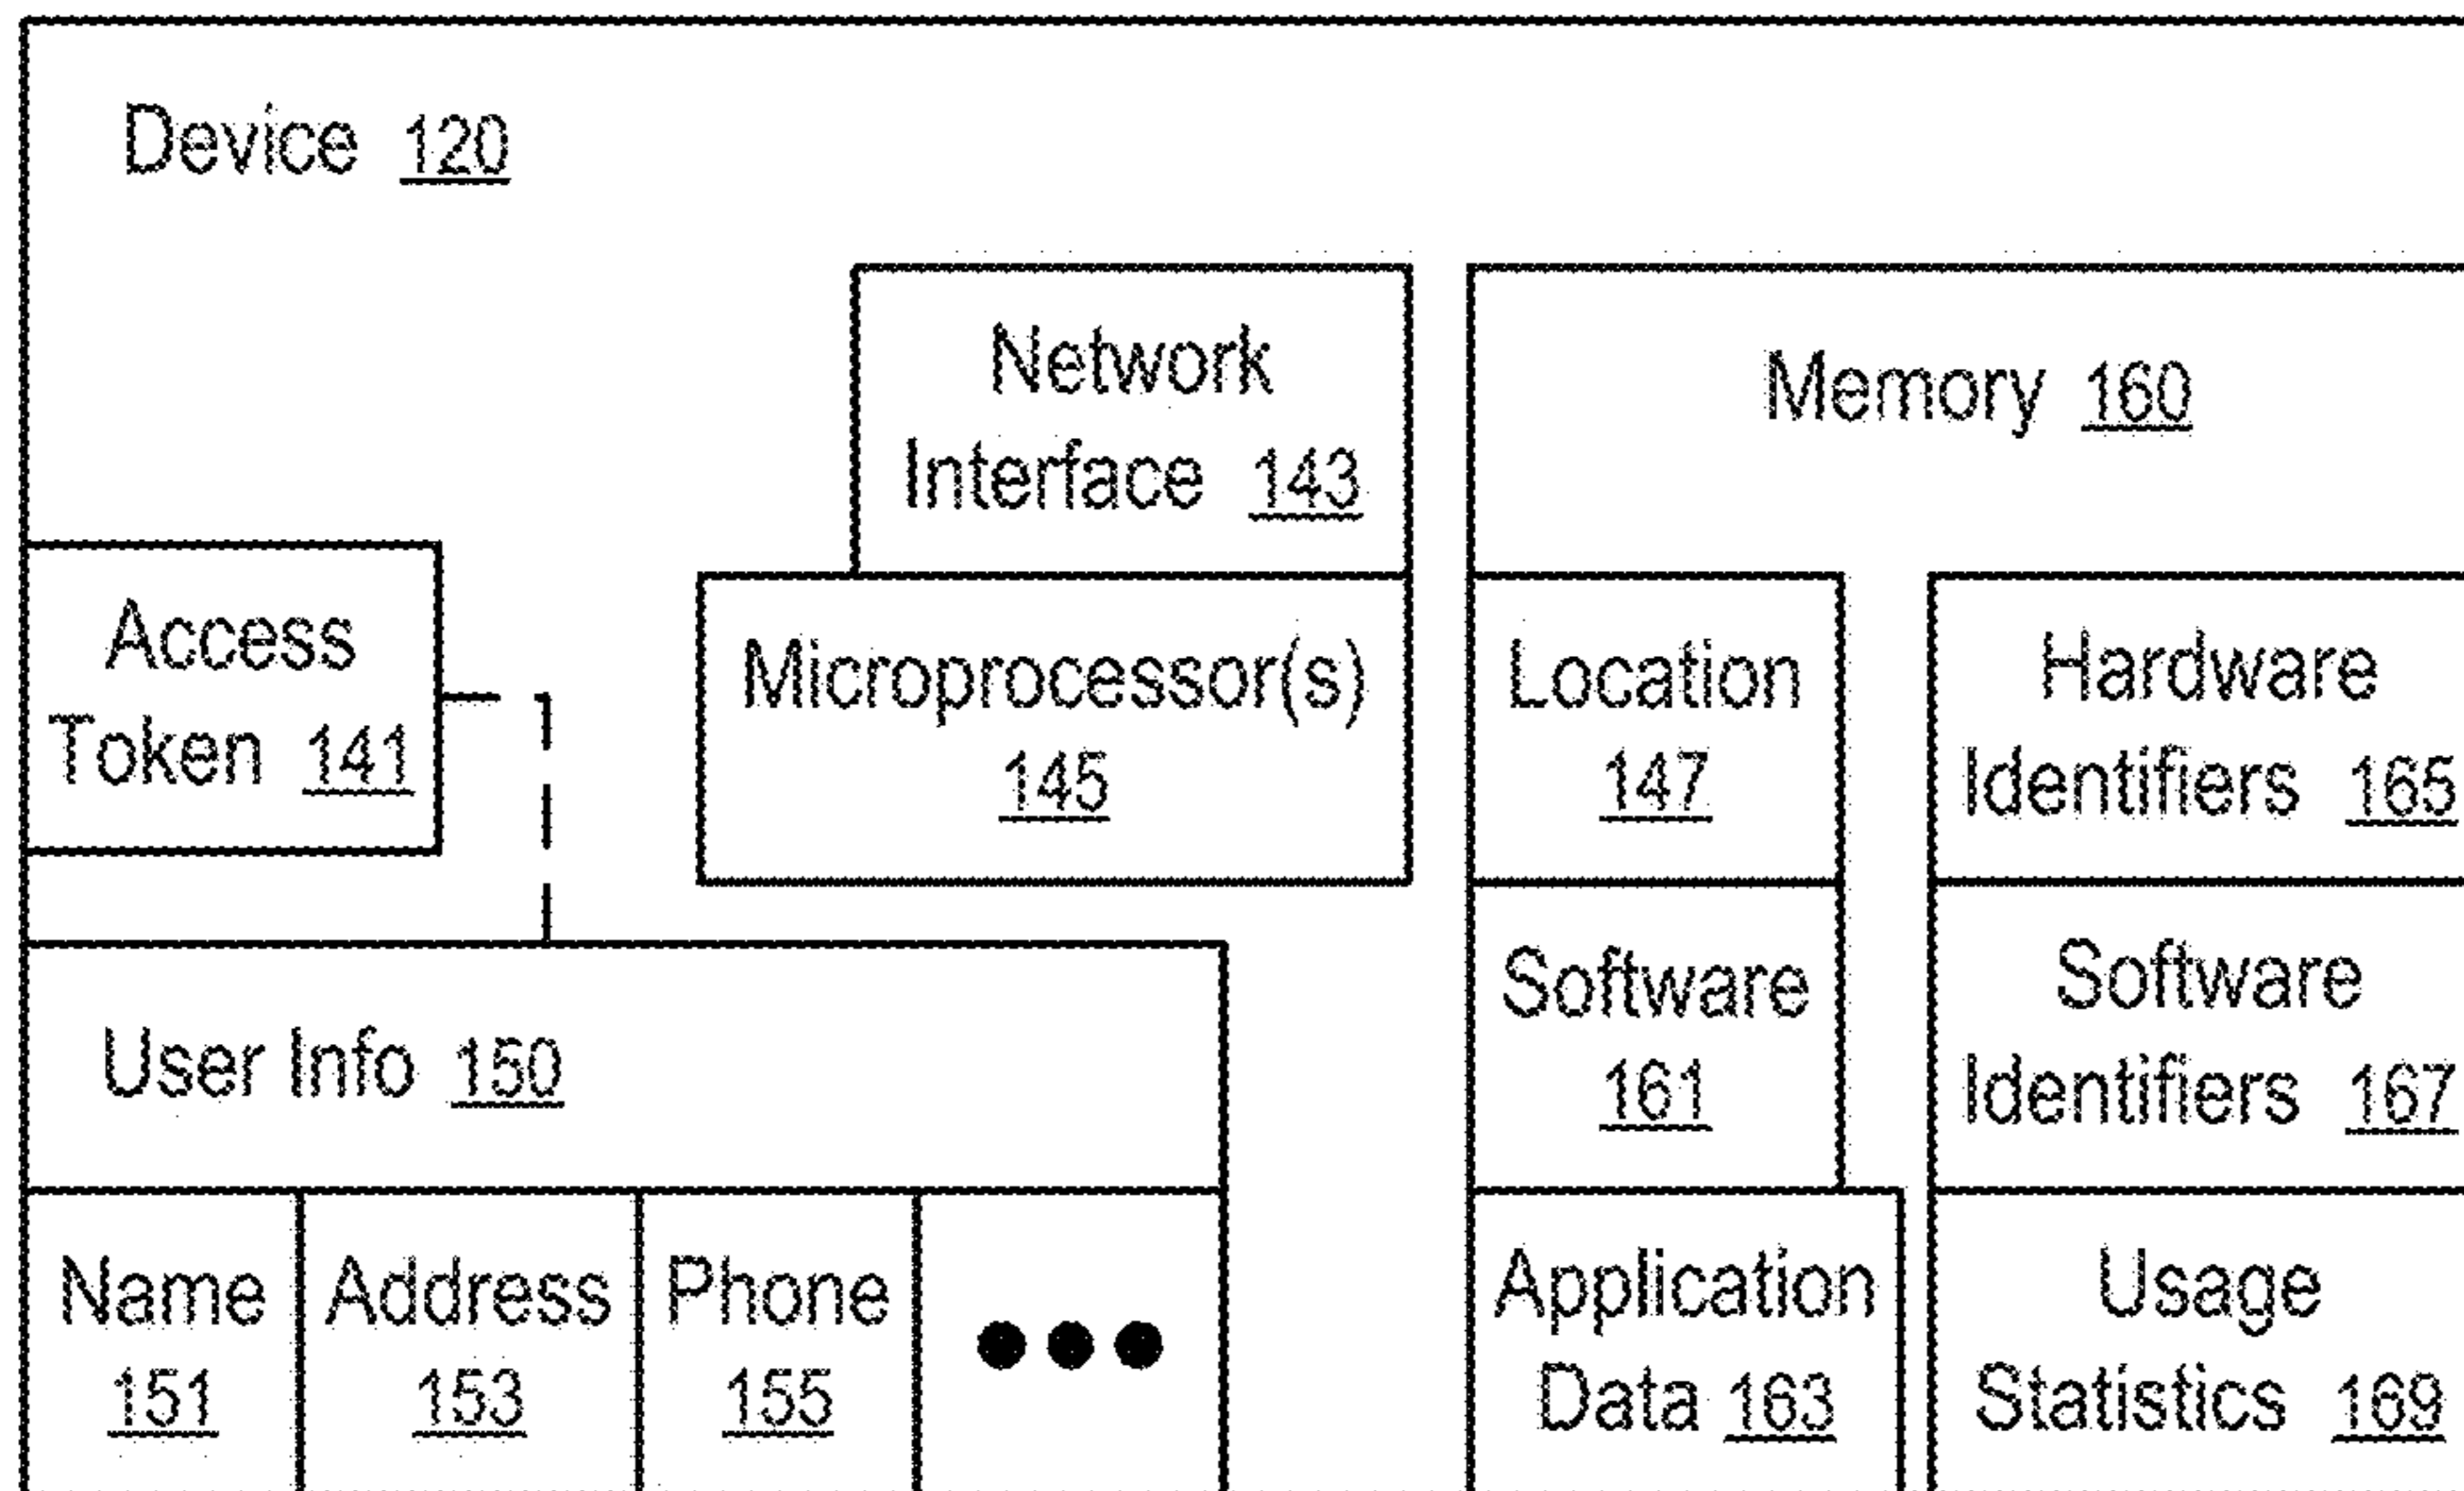 Device 120
Network
Interface 143
Memory 160
Access
Token 141
Microprocessor(s)
145
Location
147
Hardware
Identifiers 165
User Info 150
Software
161
Software
Identifiers 167
Name
151
Address
153
Phone
155
●●●
Application
Data 163
Usage
Statistics 169